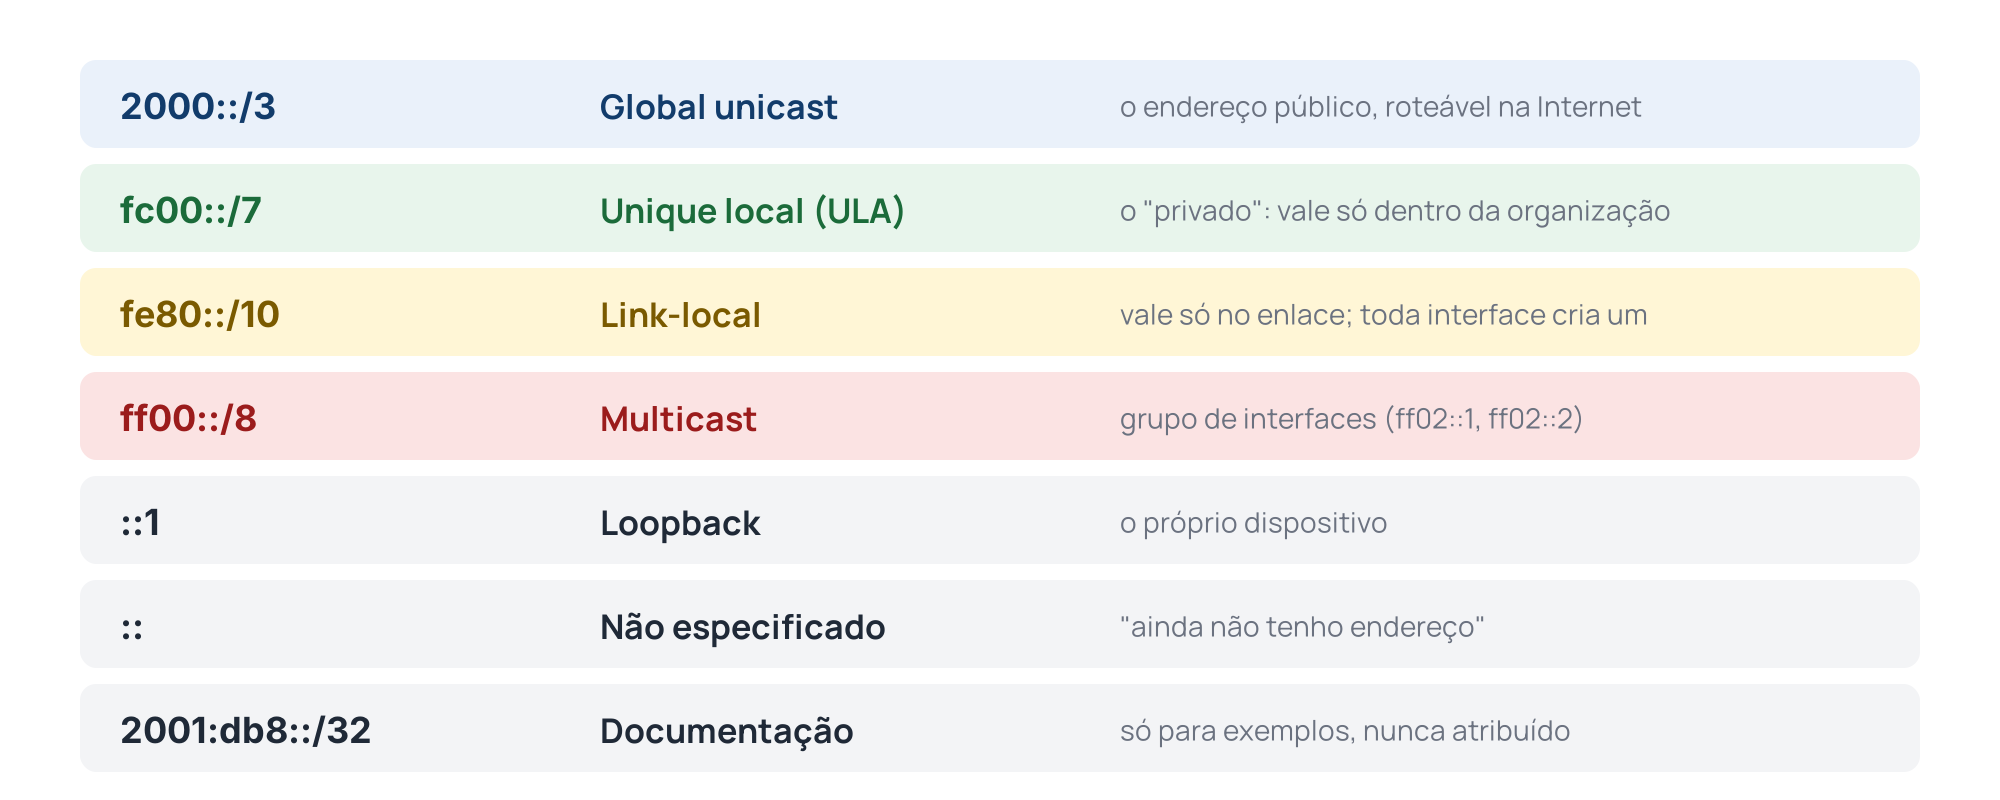 2000::/3 Global unicast o endereço público, roteável na Internet
fc00::/7 Unique local (ULA) o "privado": vale só dentro da organização
fe80::/10 Link-local vale só no enlace; toda interface cria um
ff00::/8 Multicast grupo de interfaces (ff02::1, ff02::2)
::1 Loopback o próprio dispositivo
:: Não especificado "ainda não tenho endereço"
2001:db8::/32 Documentação só para exemplos, nunca atribuído